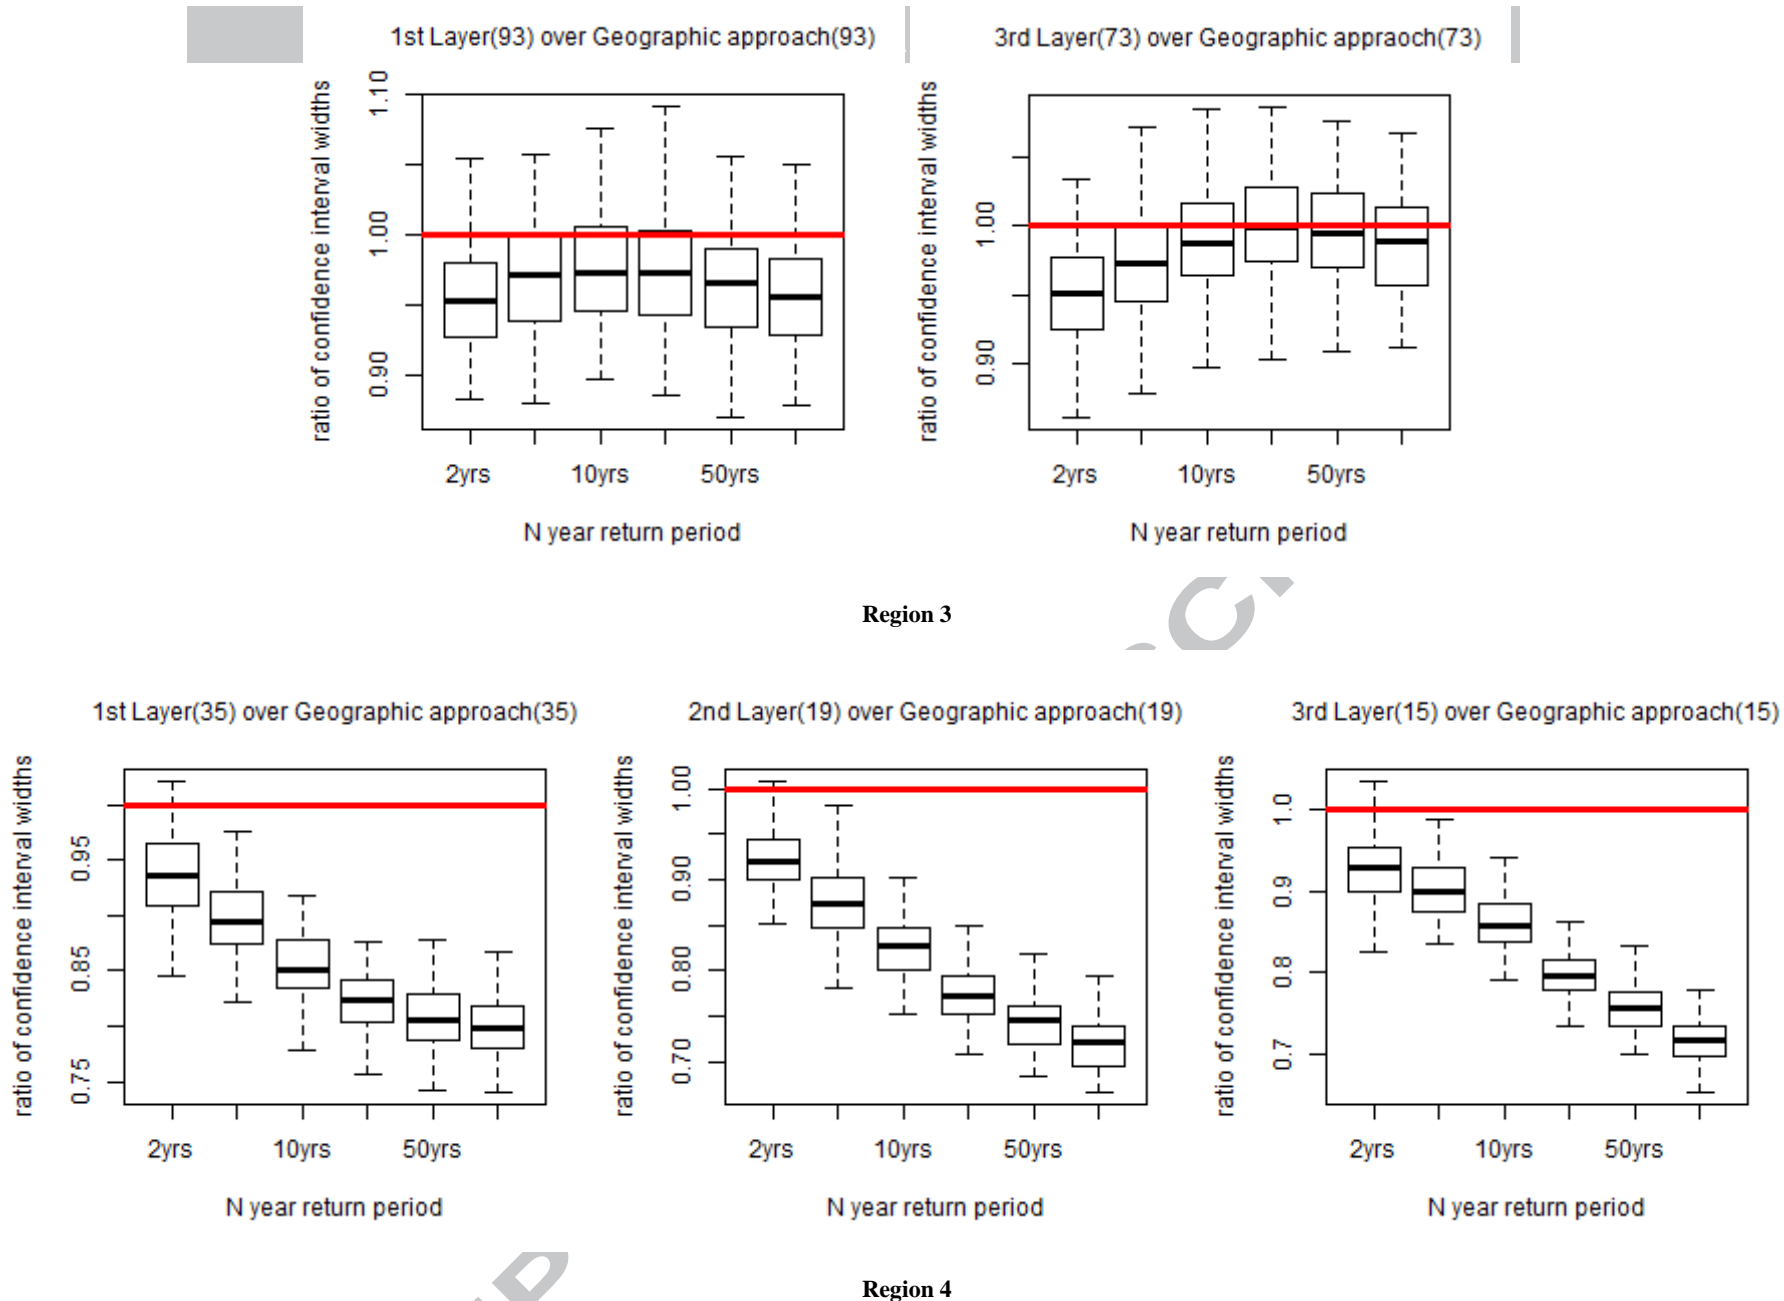 1st Layer(93) over Geographic approach(93)
ratio of confidence interval widths
1.10
1.00
0.90
2yrs 10yrs 50yrs
N year return period
3rd Layer(73) over Geographic appraoch(73)
ratio of confidence interval widths
1.00
0.90
2yrs 10yrs 50yrs
N year return period
Region 3
1st Layer(35) over Geographic approach(35)
ratio of confidence interval widths
0.95
0.85
0.75
2yrs 10yrs 50yrs
N year return period
2nd Layer(19) over Geographic approach(19)
ratio of confidence interval widths
1.00
0.90
0.80
0.70
2yrs 10yrs 50yrs
N year return period
3rd Layer(15) over Geographic approach(15)
ratio of confidence interval widths
1.0
0.9
0.8
0.7
2yrs 10yrs 50yrs
N year return period
Region 4